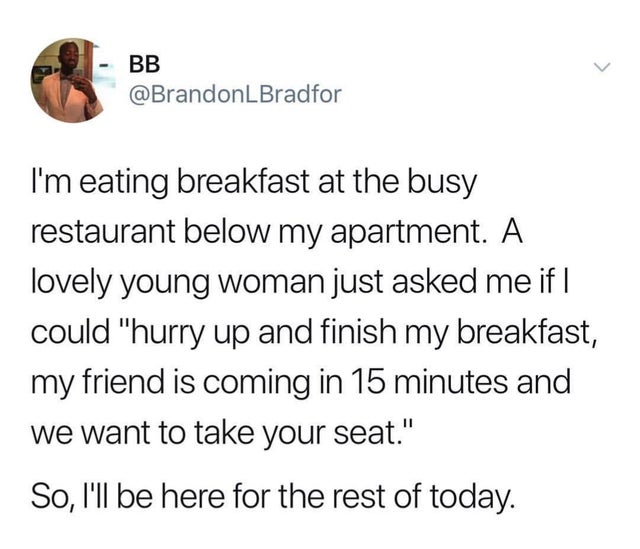 BB
@BrandonLBradfor
I'm eating breakfast at the busy
restaurant below my apartment.  A
lovely young woman just asked me if I
could "hurry up and finish my breakfast,
my friend is coming in 15 minutes and
we want to take your seat."
So, I'll be here for the rest of today.